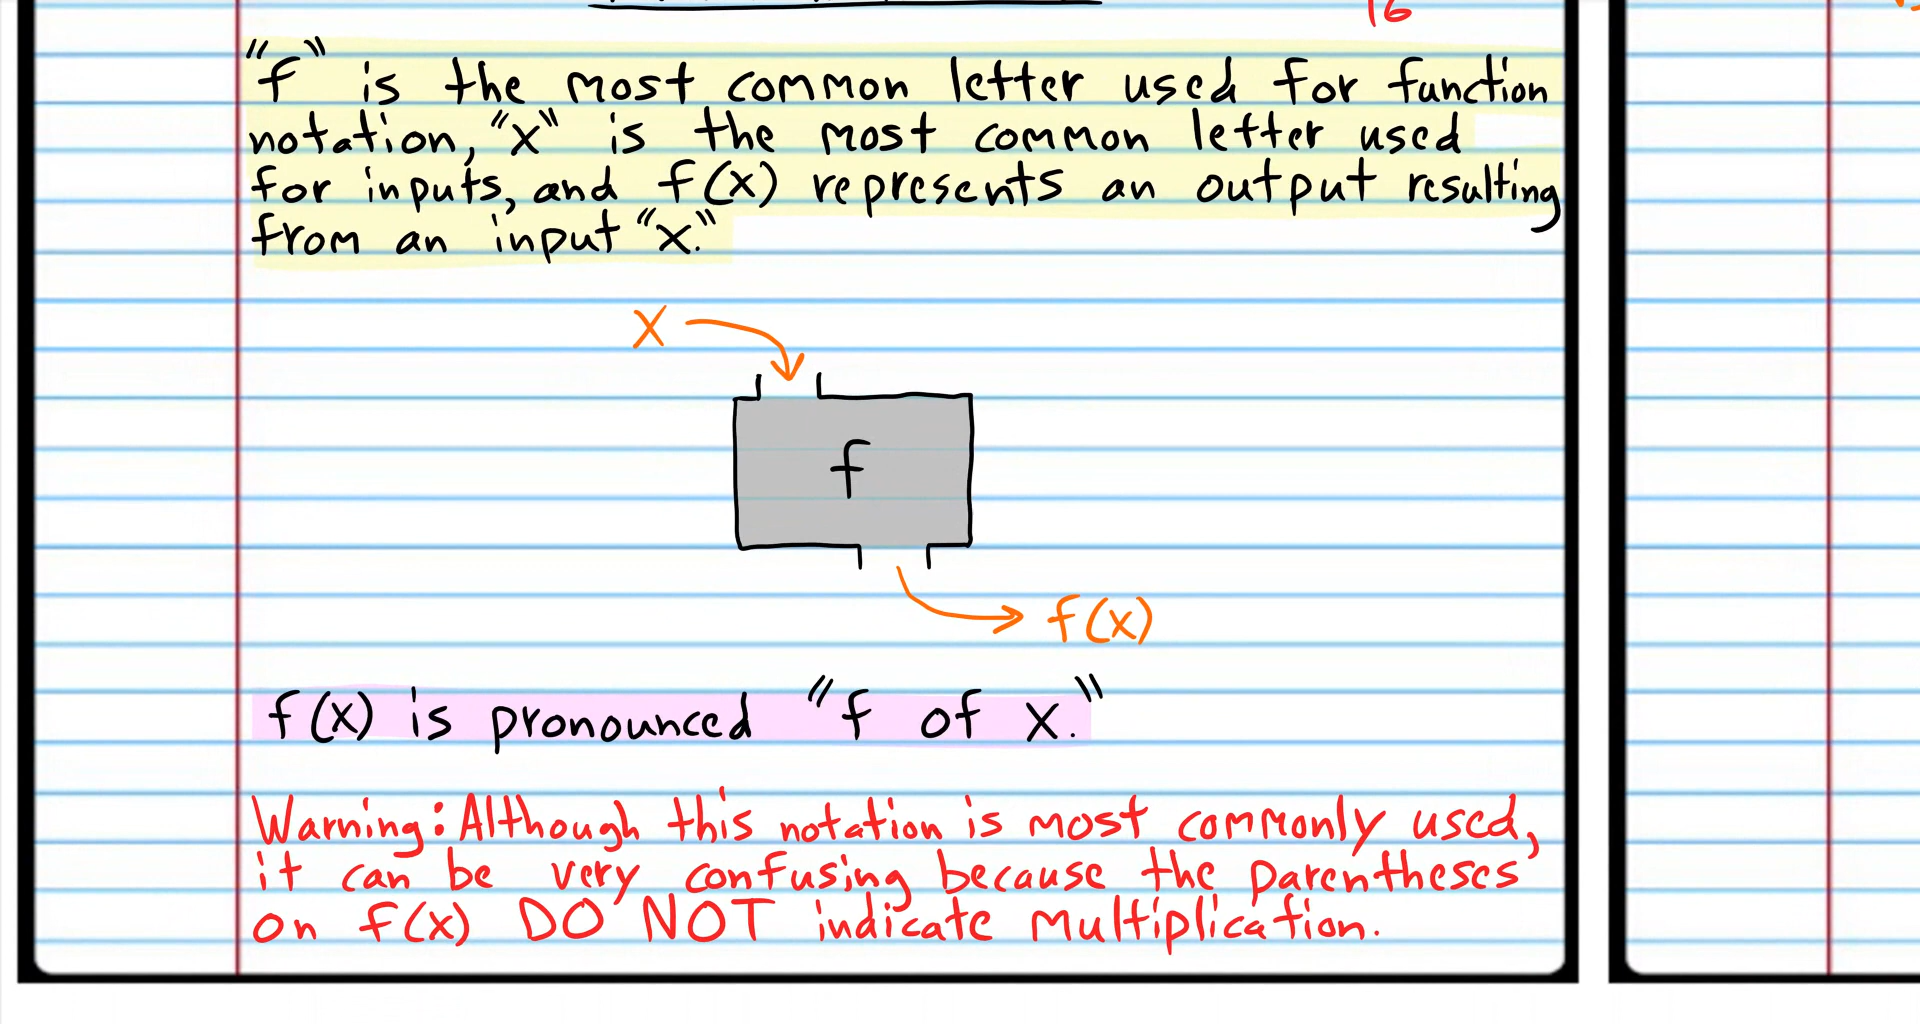 16
"f" is the most common letter used for function
notation, "x" is the most common letter used
for inputs, and f(x) represents an output resulting
from an input "x."
x
f
f(x)
f(x) is pronounced "f of x."
Warning: Although this notation is most commonly used,
it can be very confusing because the parentheses
on f(x) DO NOT indicate multiplication.